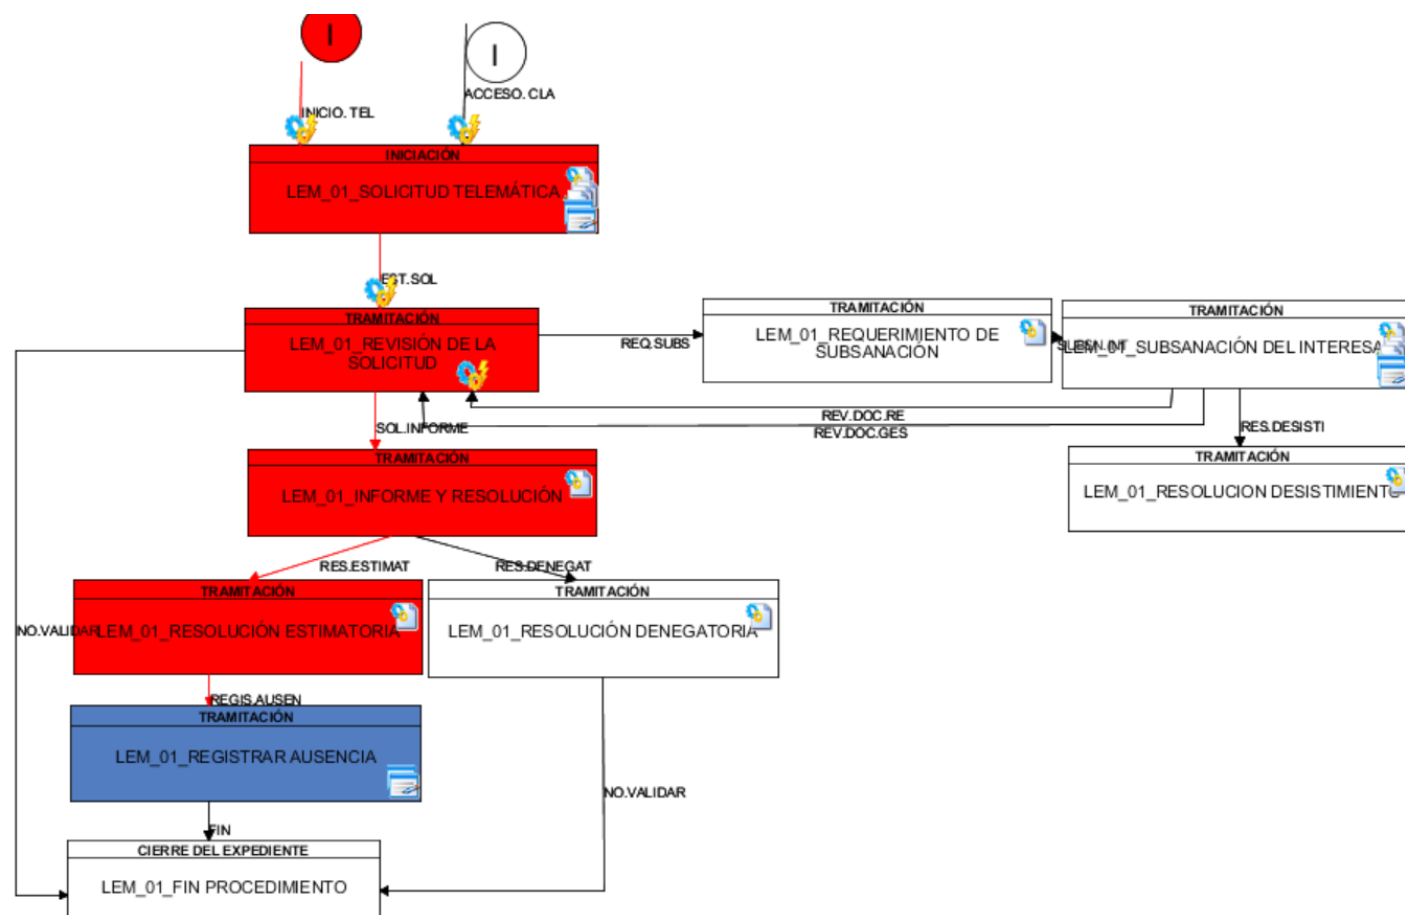 I
I
INICIO. TEL
ACCESO. CLA
INICIACIÓN
LEM_01_SOLICITUD TELEMÁTICA
EST.SOL
TRAMITACIÓN
LEM_01_REVISIÓN DE LA
SOLICITUD
REQ.SUBS
TRAMITACIÓN
LEM_01_REQUERIMIENTO DE
SUBSANACIÓN
TRAMITACIÓN
LEM_01_SUBSANACIÓN DEL INTERESA
REV.DOC.RE
REV.DOC.GES
SOL.INFORME
RES.DESISTI
TRAMITACIÓN
LEM_01_INFORME Y RESOLUCIÓN
TRAMITACIÓN
LEM_01_RESOLUCION DESISTIMIENTO
RES.ESTIMAT
RES.DENEGAT
TRAMITACIÓN
LEM_01_RESOLUCIÓN ESTIMATORIA
TRAMITACIÓN
LEM_01_RESOLUCIÓN DENEGATORIA
NO.VALIDAR
REGIS.AUSEN
TRAMITACIÓN
LEM_01_REGISTRAR AUSENCIA
NO.VALIDAR
FIN
CIERRE DEL EXPEDIENTE
LEM_01_FIN PROCEDIMIENTO